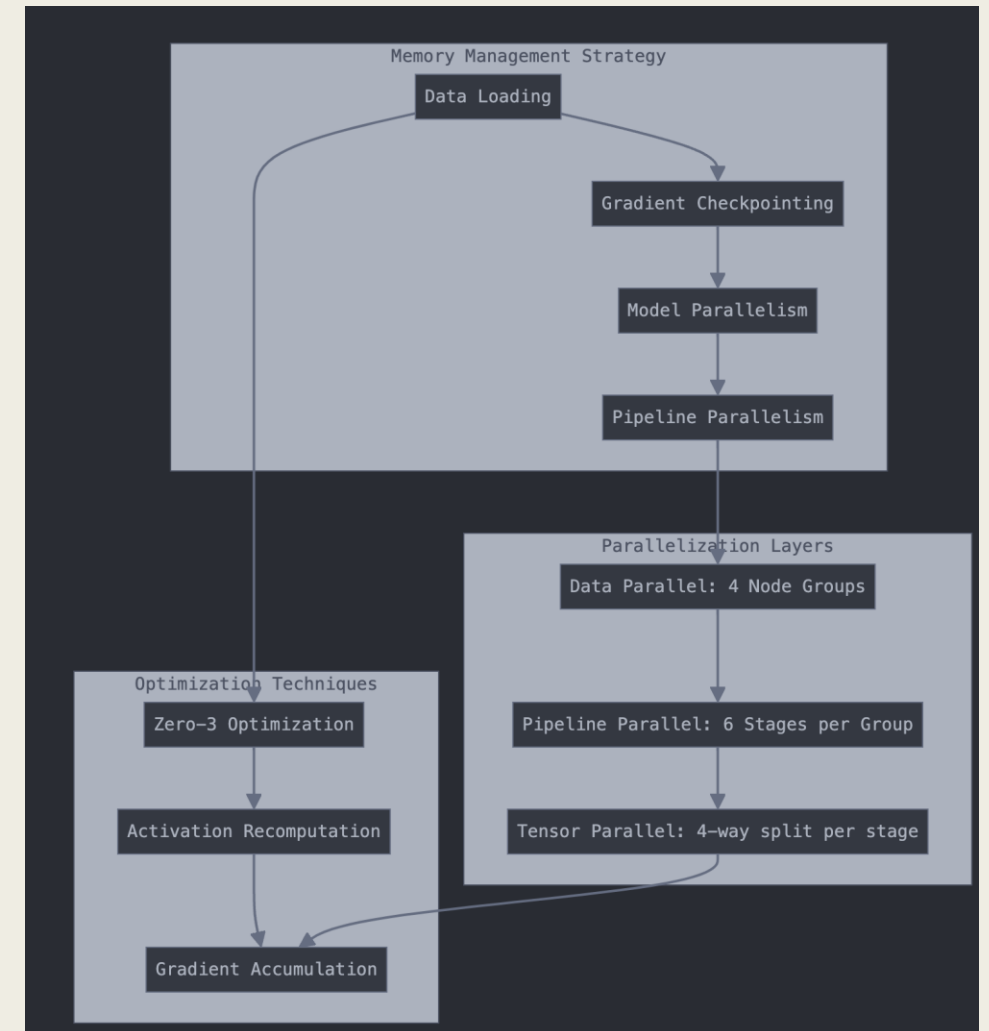 Memory Management Strategy
Data Loading
Gradient Checkpointing
Model Parallelism
Pipeline Parallelism
Parallelization Layers
Data Parallel: 4 Node Groups
Pipeline Parallel: 6 Stages per Group
Tensor Parallel: 4-way split per stage
Optimization Techniques
Zero-3 Optimization
Activation Recomputation
Gradient Accumulation